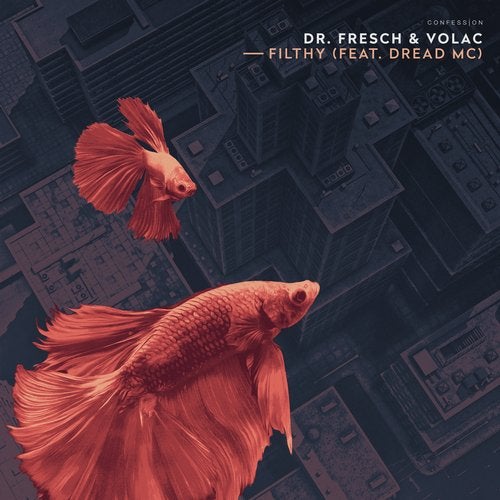 CONFESS|ON
DR. FRESCH & VOLAC
— FILTHY (FEAT. DREAD MC)